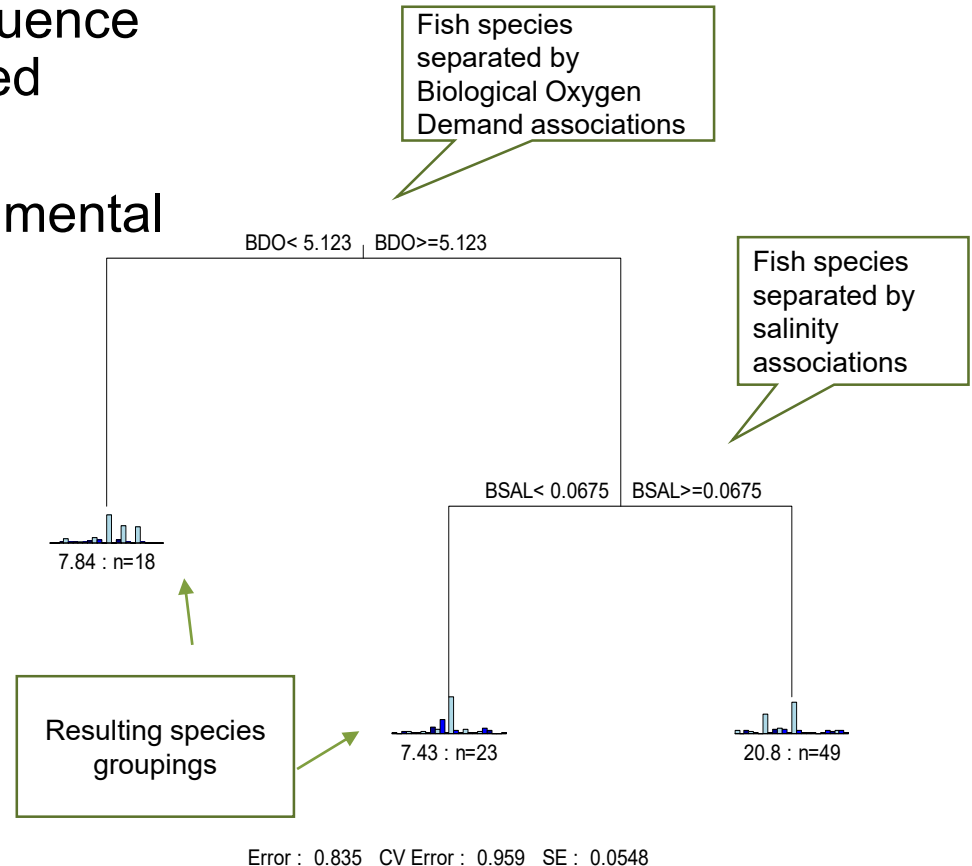 uence
ed
mental
Fish species
separated by
Biological Oxygen
Demand associations
BDO< 5.123 BDO>=5.123
Fish species
separated by
salinity
associations
BSAL< 0.0675 BSAL>=0.0675
7.84 : n=18
Resulting species
groupings
7.43 : n=23
20.8 : n=49
Error : 0.835 CV Error : 0.959 SE : 0.0548